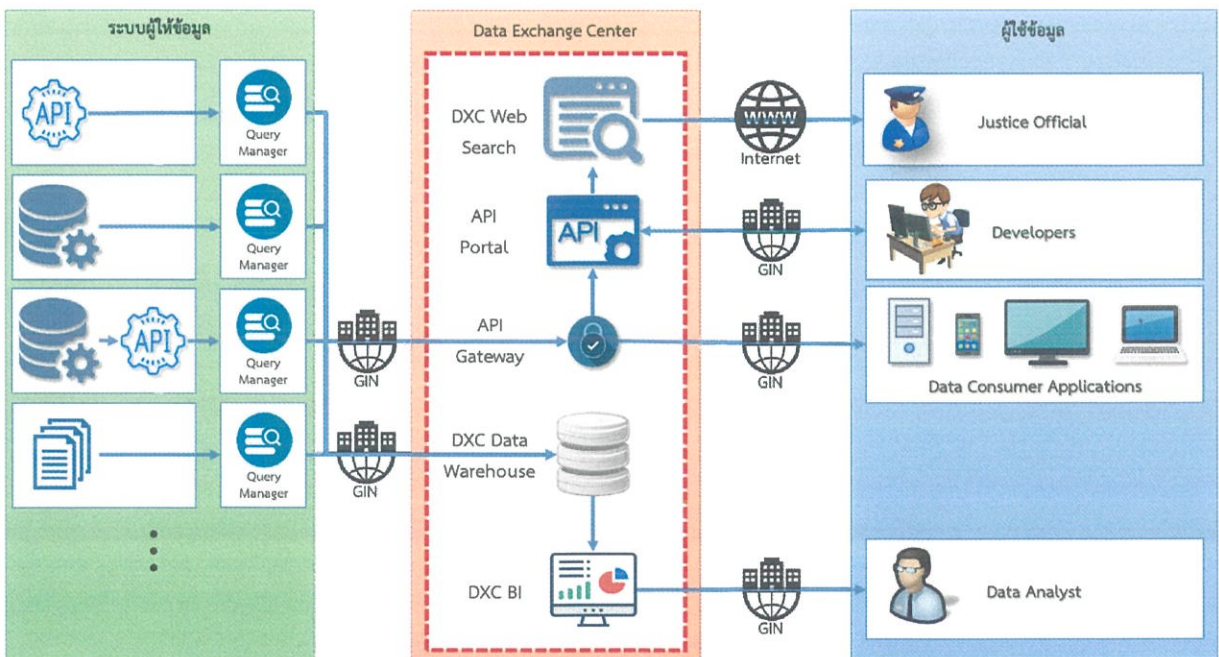 ระบบผู้ให้ข้อมูล
API
Query
Manager
Query
Manager
API
Query
Manager
GIN
Query
Manager
GIN
Data Exchange Center
DXC Web
Search
API
Portal
API
API
Gateway
DXC Data
Warehouse
DXC BI
www
Internet
GIN
GIN
GIN
ผู้ใช้ข้อมูล
Justice Official
Developers
Data Consumer Applications
Data Analyst